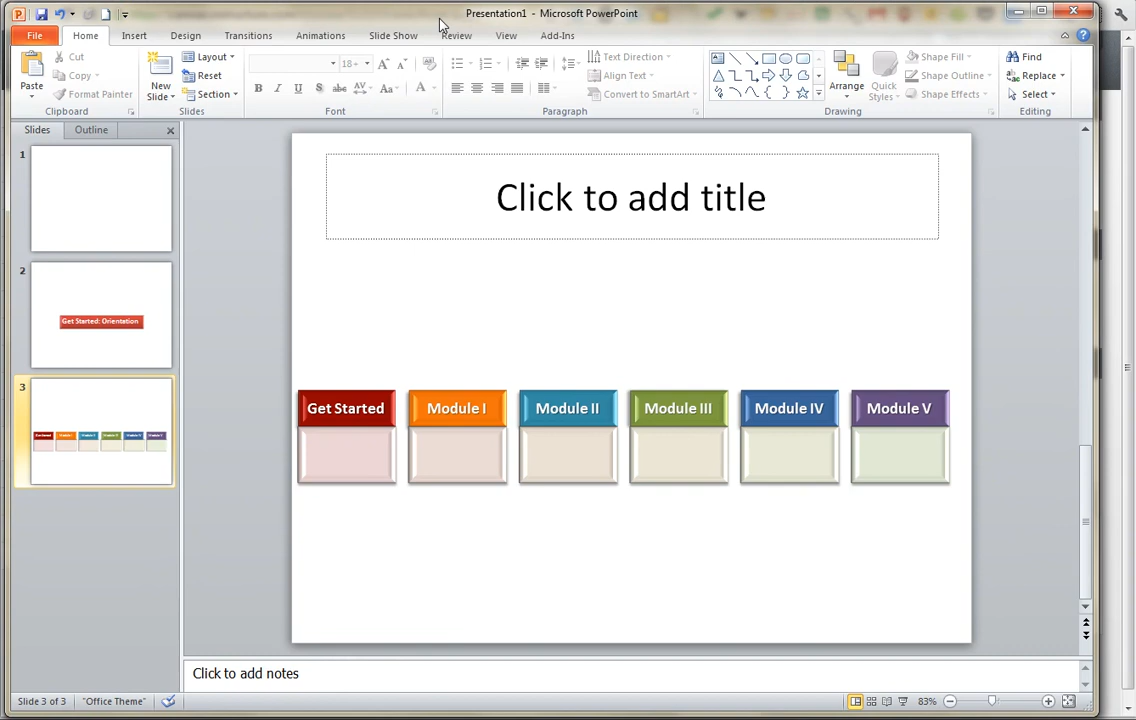 Presentation1 - Microsoft PowerPoint
File Home Insert Design Transitions Animations Slide Show Review View Add-Ins
Paste
Cut
Copy
Format Painter
Clipboard
New Slide
Layout
Reset
Section
Slides
18+
B I U S abc AV Aa A
Font
Text Direction
Align Text
Convert to SmartArt
Paragraph
Arrange
Quick Styles
Shape Fill
Shape Outline
Shape Effects
Drawing
Find
Replace
Select
Editing
Slides Outline
1
2
Get Started: Orientation
3
Click to add title
Get Started Module I Module II Module III Module IV Module V
Click to add notes
Slide 3 of 3 "Office Theme" 83%